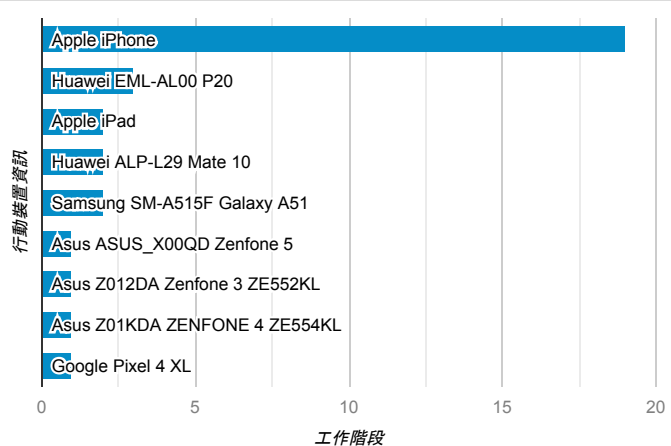 Apple iPhone
Huawei EML-AL00 P20
Apple iPad
Huawei ALP-L29 Mate 10
Samsung SM-A515F Galaxy A51
Asus ASUS_X00QD Zenfone 5
Asus Z012DA Zenfone 3 ZE552KL
Asus Z01KDA ZENFONE 4 ZE554KL
Google Pixel 4 XL
行動裝置資訊
0 5 10 15 20
工作階段